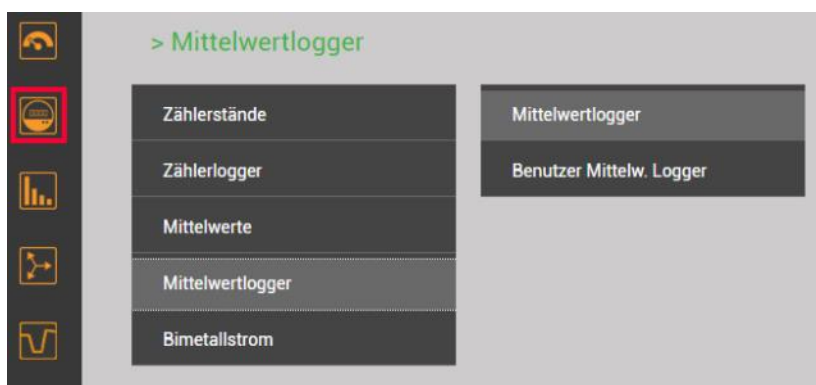 > Mittelwertlogger
Zählerstände
Zählerlogger
Mittelwerte
Mittelwertlogger
Bimetallstrom
Mittelwertlogger
Benutzer Mittelw. Logger